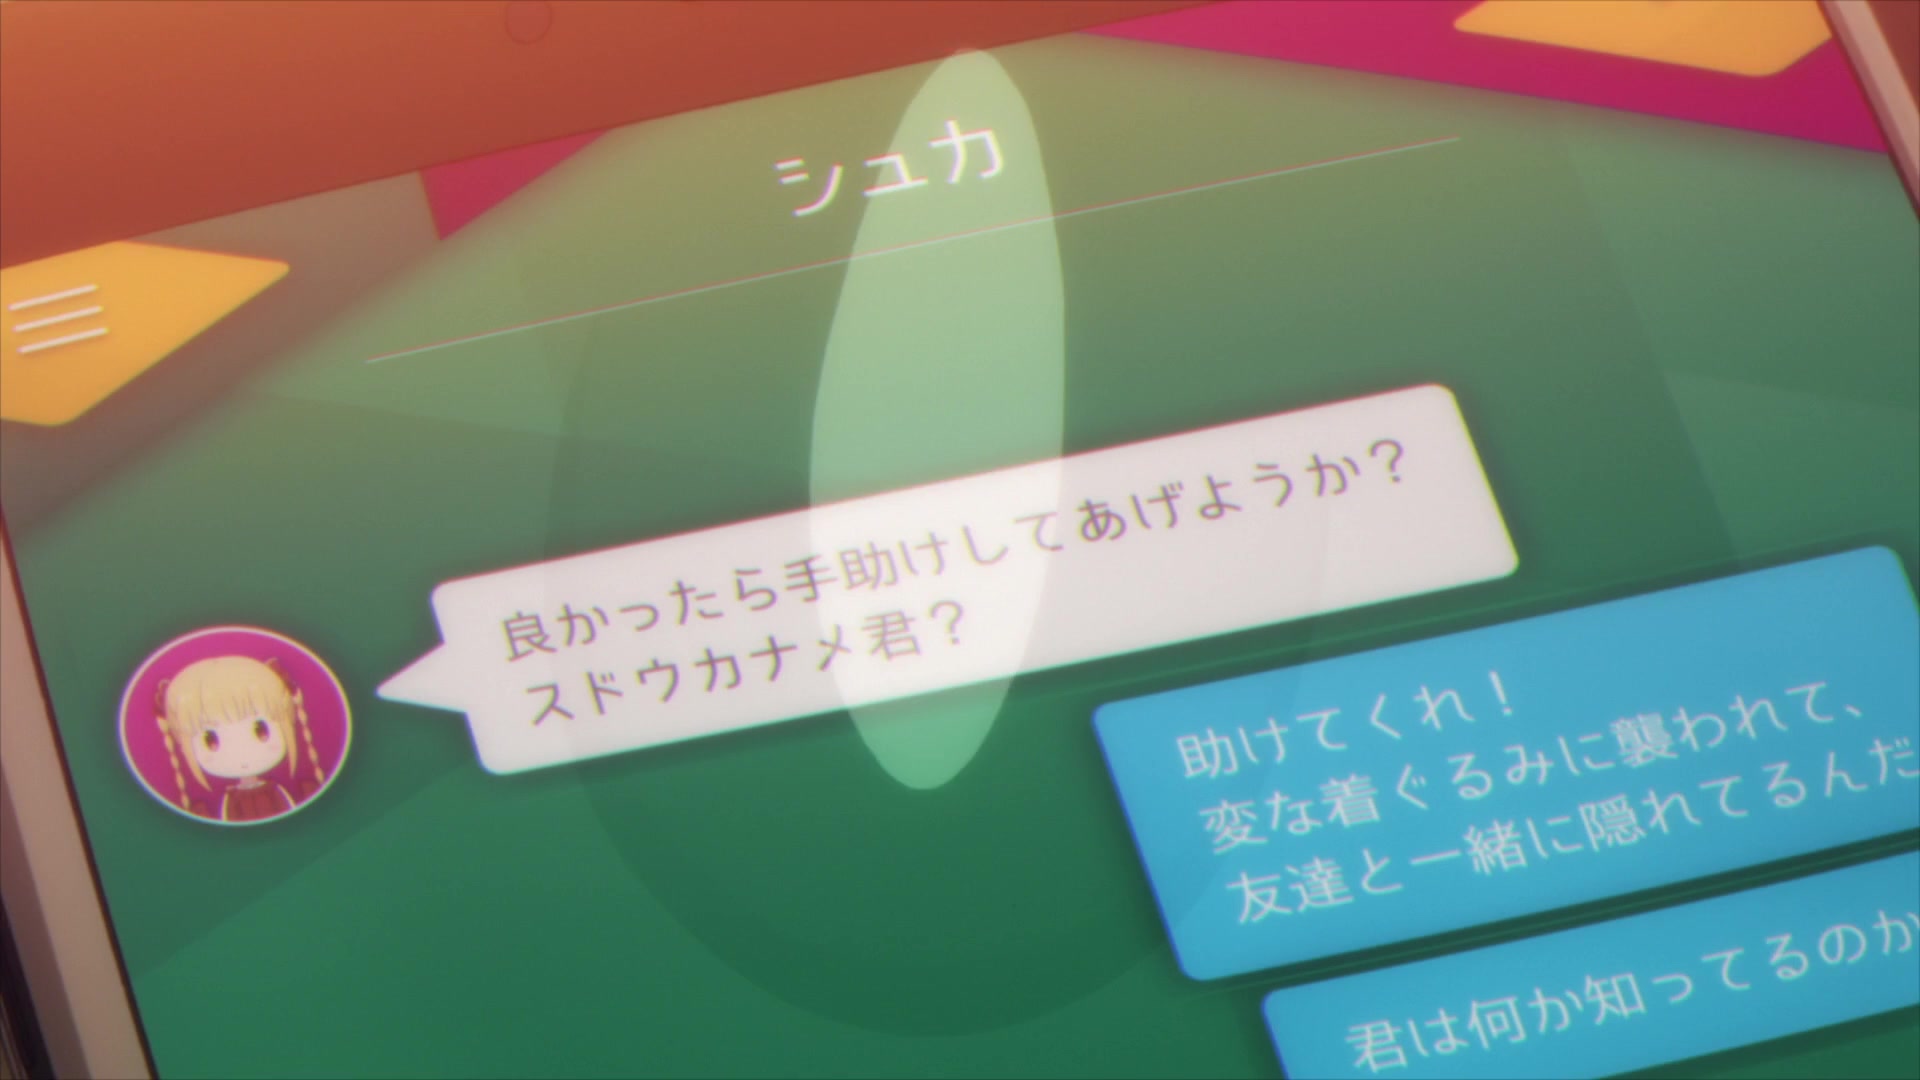 シュカ
良かったら手助けしてあげようか？
スドウカナメ君？
助けてくれ！
変な着ぐるみに襲われて、
友達と一緒に隠れてるんだ
君は何か知ってるのか